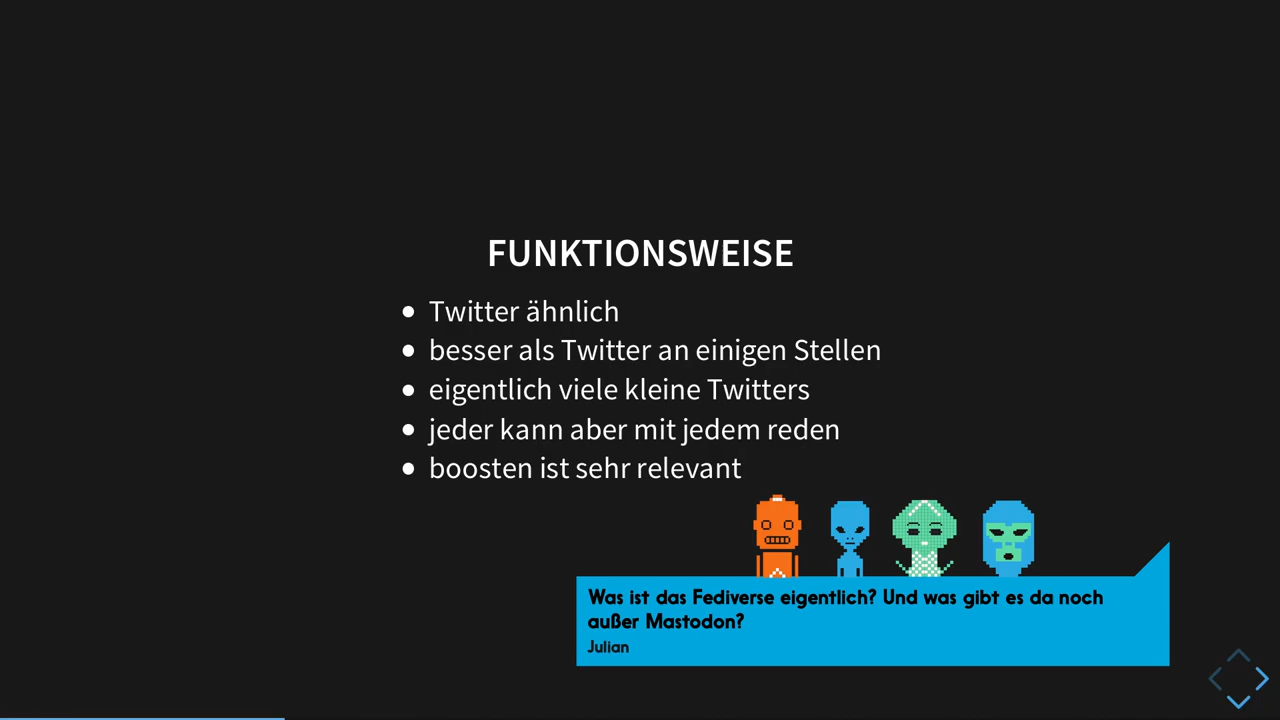 FUNKTIONSWEISE
Twitter ähnlich
besser als Twitter an einigen Stellen
eigentlich viele kleine Twitters
jeder kann aber mit jedem reden
boosten ist sehr relevant
Was ist das Fediverse eigentlich? Und was gibt es da noch
außer Mastodon?
Julian